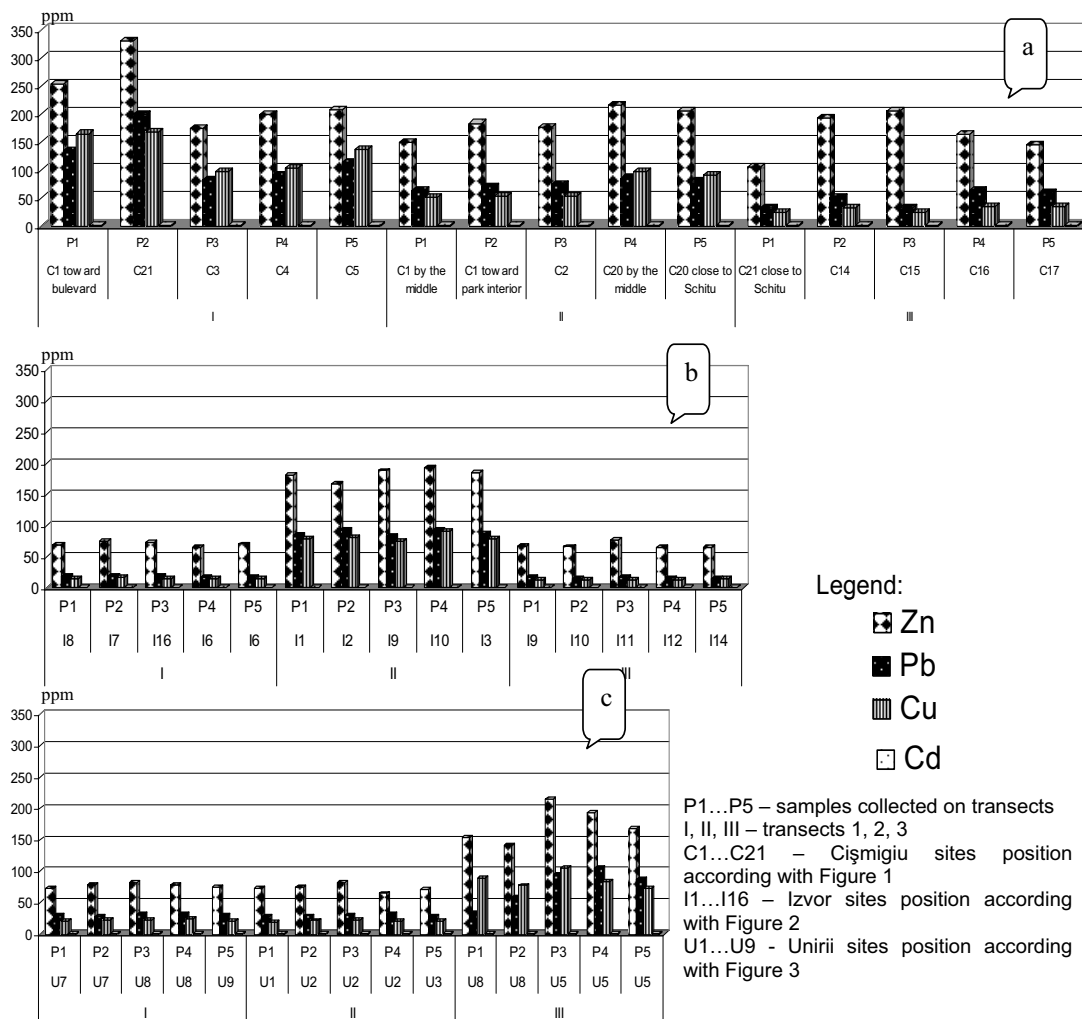 ppm
350
300
250
200
150
100
50
0
a
P1 P2 P3 P4 P5 P1 P2 P3 P4 P5 P1 P2 P3 P4 P5
C1 tow ard bulevard C21 C3 C4 C5 C1 by the middle C1 tow ard park interior C2 C20 by the middle C20 close to Schitu C21 close to Schitu C14 C15 C16 C17
I II III
ppm
350
300
250
200
150
100
50
0
b
P1 P2 P3 P4 P5 P1 P2 P3 P4 P5 P1 P2 P3 P4 P5
I8 I7 I16 I6 I6 I1 I2 I9 I10 I3 I9 I10 I11 I12 I14
I II III
ppm
350
300
250
200
150
100
50
0
c
P1 P2 P3 P4 P5 P1 P2 P3 P4 P5 P1 P2 P3 P4 P5
U7 U7 U8 U8 U9 U1 U2 U2 U2 U3 U8 U8 U5 U5 U5
I II III
Legend:
Zn
Pb
Cu
Cd
P1...P5 – samples collected on transects
I, II, III – transects 1, 2, 3
C1...C21 – Cişmigiu sites position
according with Figure 1
I1...I16 – Izvor sites position according
with Figure 2
U1...U9 - Unirii sites position according
with Figure 3